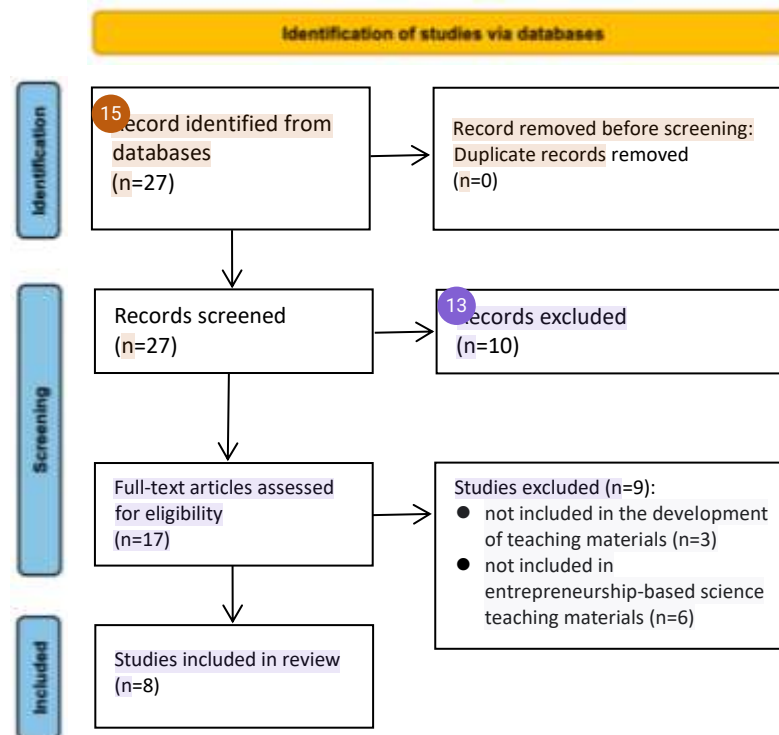 Identification of studies via databases
Identification
15
Record identified from
databases
(n=27)
Record removed before screening:
Duplicate records removed
(n=0)
Screening
Records screened
(n=27)
13
Records excluded
(n=10)
Full-text articles assessed
for eligibility
(n=17)
Studies excluded (n=9):
● not included in the development
of teaching materials (n=3)
● not included in
entrepreneurship-based science
teaching materials (n=6)
Included
Studies included in review
(n=8)